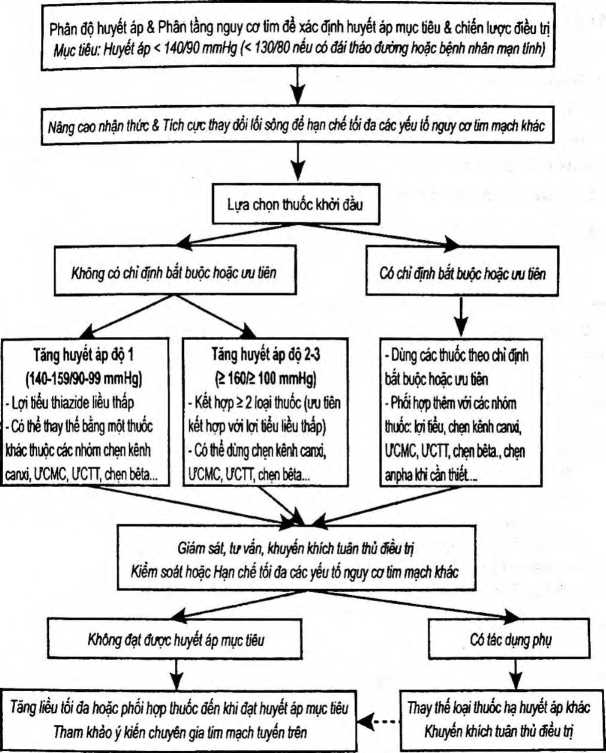 Phân độ huyết áp & Phân tầng nguy cơ tim để xác định huyết áp mục tiêu & chiến lược điều trị
Mục tiêu: Huyết áp < 140/90 mmHg (< 130/80 nếu có đái tháo đường hoặc bệnh nhân mạn tính)
Nâng cao nhận thức & Tích cực thay đổi lối sống để hạn chế tối đa các yếu tố nguy cơ tim mạch khác
Lựa chọn thuốc khởi đầu
Không có chỉ định bắt buộc hoặc ưu tiên
Có chỉ định bắt buộc hoặc ưu tiên
Tăng huyết áp độ 1
(140-159/90-99 mmHg)
- Lợi tiểu thiazide liều thấp
- Có thể thay thế bằng một thuốc
khác thuộc các nhóm chẹn kênh
canxi, ƯCMC, ƯCTT, chẹn bêta...
Tăng huyết áp độ 2-3
(≥ 160/≥ 100 mmHg)
- Kết hợp ≥ 2 loại thuốc (ưu tiên
kết hợp với lợi tiểu liều thấp)
- Có thể dùng chẹn kênh canxi,
ƯCMC, ƯCTT, chẹn bêta...
- Dùng các thuốc theo chỉ định
bắt buộc hoặc ưu tiên
- Phối hợp thêm với các nhóm
thuốc: lợi tiểu, chẹn kênh canxi,
ƯCMC, ƯCTT, chẹn bêta., chẹn
anpha khi cần thiết....
Giám sát, tư vấn, khuyến khích tuân thủ điều trị
Kiểm soát hoặc Hạn chế tối đa các yếu tố nguy cơ tim mạch khác
Không đạt được huyết áp mục tiêu
Có tác dụng phụ
Tăng liều tối đa hoặc phối hợp thuốc đến khi đạt huyết áp mục tiêu
Tham khảo ý kiến chuyên gia tim mạch tuyến trên
Thay thế loại thuốc hạ huyết áp khác
Khuyến khích tuân thủ điều trị